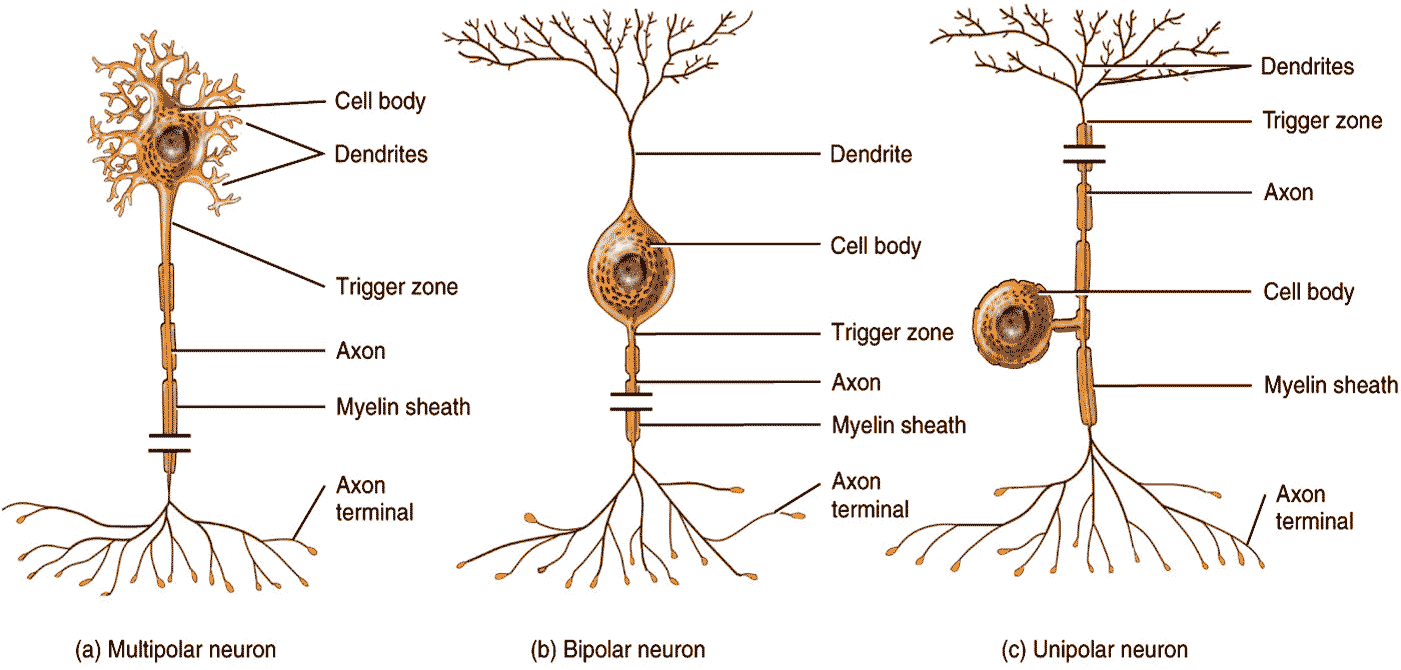 Cell body
Dendrites
Trigger zone
Axon
Myelin sheath
Axon
terminal
(a) Multipolar neuron
Dendrite
Cell body
Trigger zone
Axon
Myelin sheath
Axon
terminal
(b) Bipolar neuron
Dendrites
Trigger zone
Axon
Cell body
Myelin sheath
Axon
terminal
(c) Unipolar neuron